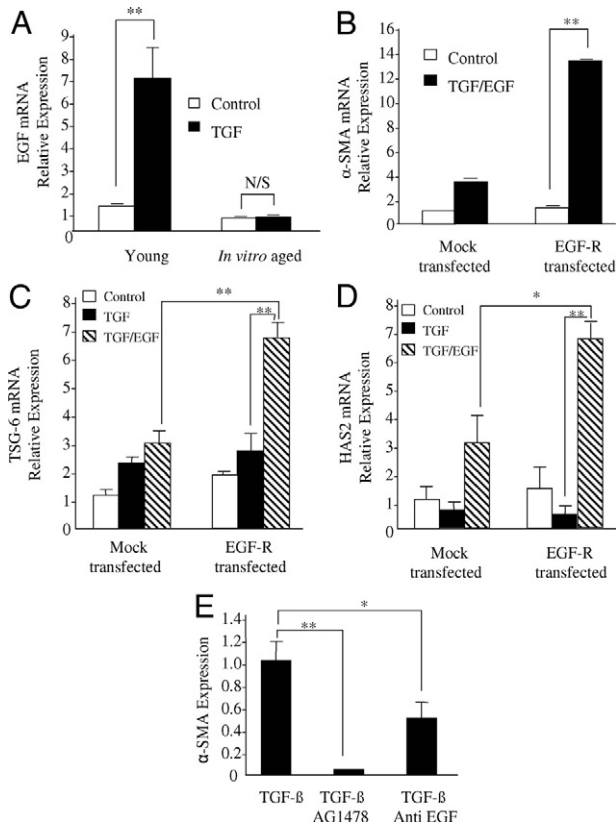 A
EGF mRNA
Relative Expression
9
8
7
6
5
4
3
2
1
0
**
N/S
Control
TGF
Young
In vitro aged
B
α-SMA mRNA
Relative Expression
16
14
12
10
8
6
4
2
0
**
Control
TGF/EGF
Mock
transfected
EGF-R
transfected
C
TSG-6 mRNA
Relative Expression
8
7
6
5
4
3
2
1
0
Control
TGF
TGF/EGF
**
**
Mock
transfected
EGF-R
transfected
D
HAS2 mRNA
Relative Expression
8
7
6
5
4
3
2
1
0
Control
TGF
TGF/EGF
*
**
Mock
transfected
EGF-R
transfected
E
α-SMA Expression
1.4
1.2
1.0
0.8
0.6
0.4
0.2
0
**
*
TGF-ß
TGF-ß
AG1478
TGF-ß
Anti EGF